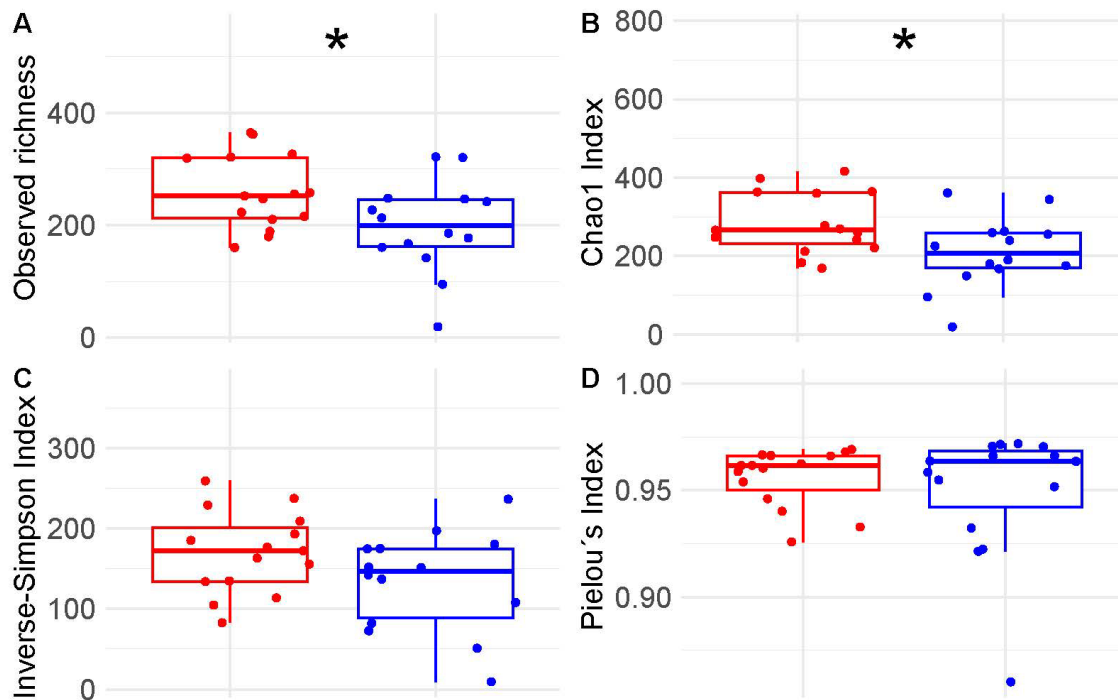 A
*
Observed richness
400
200
0
B
*
Chao1 Index
800
600
400
200
0
C
Inverse-Simpson Index
300
200
100
0
D
Pielou´s Index
1.00
0.95
0.90